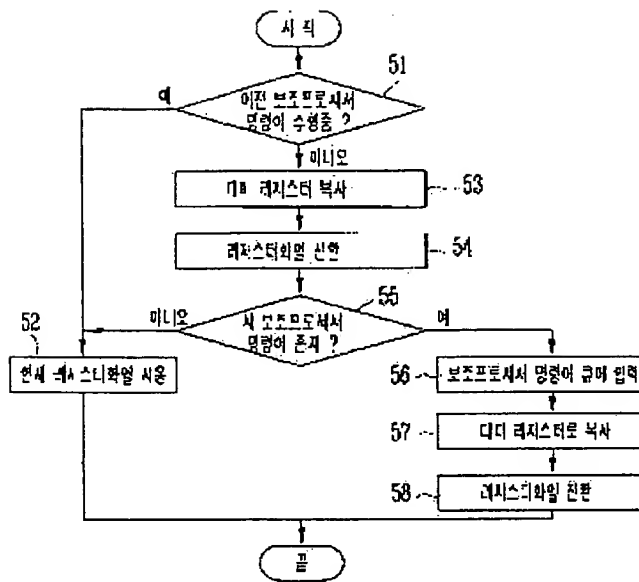 시 작
51
예
이전 보조프로세서
명령이 수행중 ?
아니오
레지스터 복사
53
레지스터화일
54
55
아니오
예
새 보조프로세서
명령어 존재 ?
52
현재 레지스터화일 사용
56
보조프로세서 명령어 큐에 입력
57
레지스터로 복사
58
레지스터화일 전환
끝